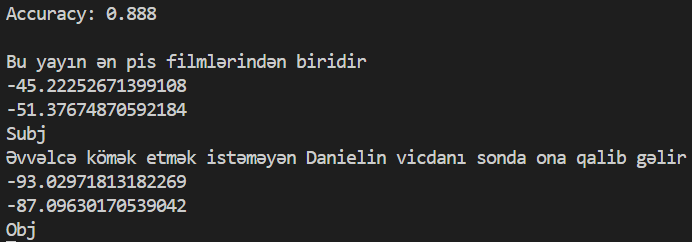 Accuracy: 0.888
Bu yayın ən pis filmlərindən biridir
-45.22252671399108
-51.37674870592184
Subj
Əvvəlcə kömək etmək istəməyən Danielin vicdanı sonda ona qalib gəlir
-93.02971813182269
-87.09630170539042
Obj